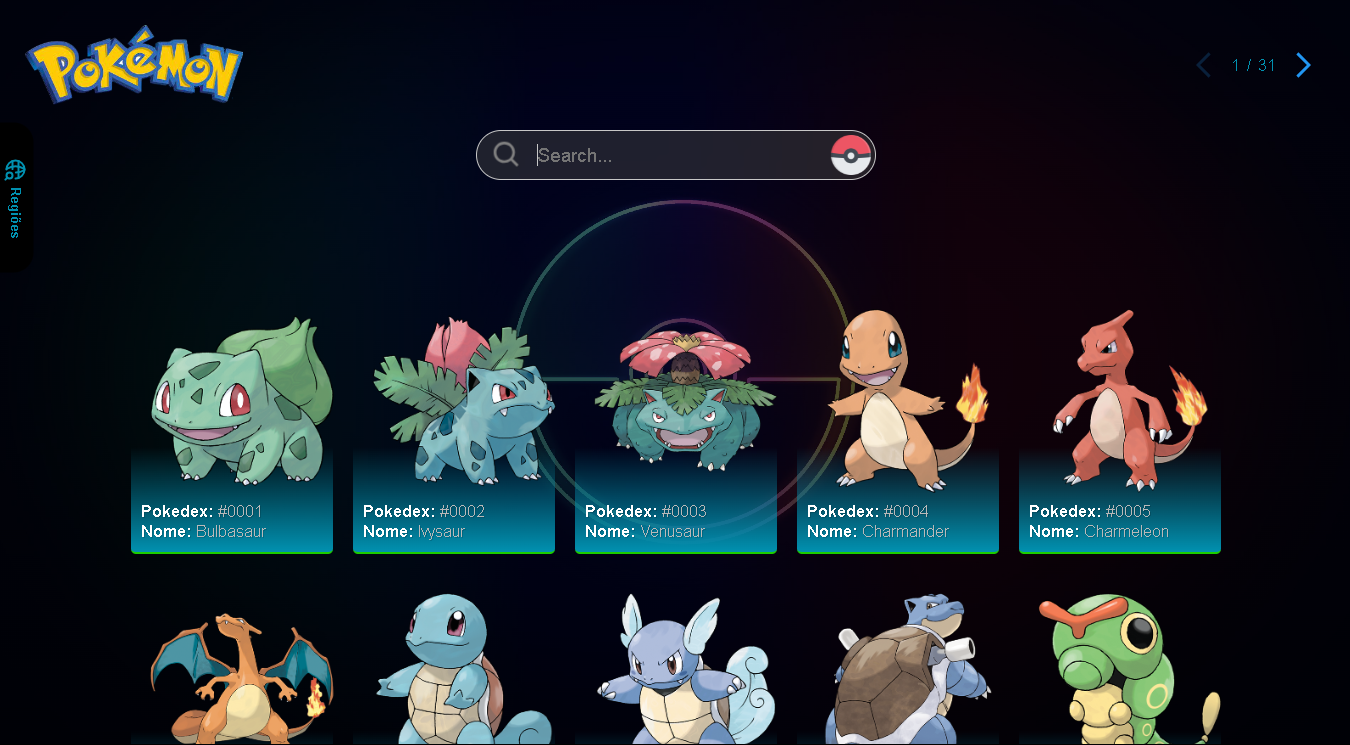 POKÉMON
1 / 31
Search...
Regiões
Pokedex: #0001
Nome: Bulbasaur
Pokedex: #0002
Nome: Ivysaur
Pokedex: #0003
Nome: Venusaur
Pokedex: #0004
Nome: Charmander
Pokedex: #0005
Nome: Charmeleon